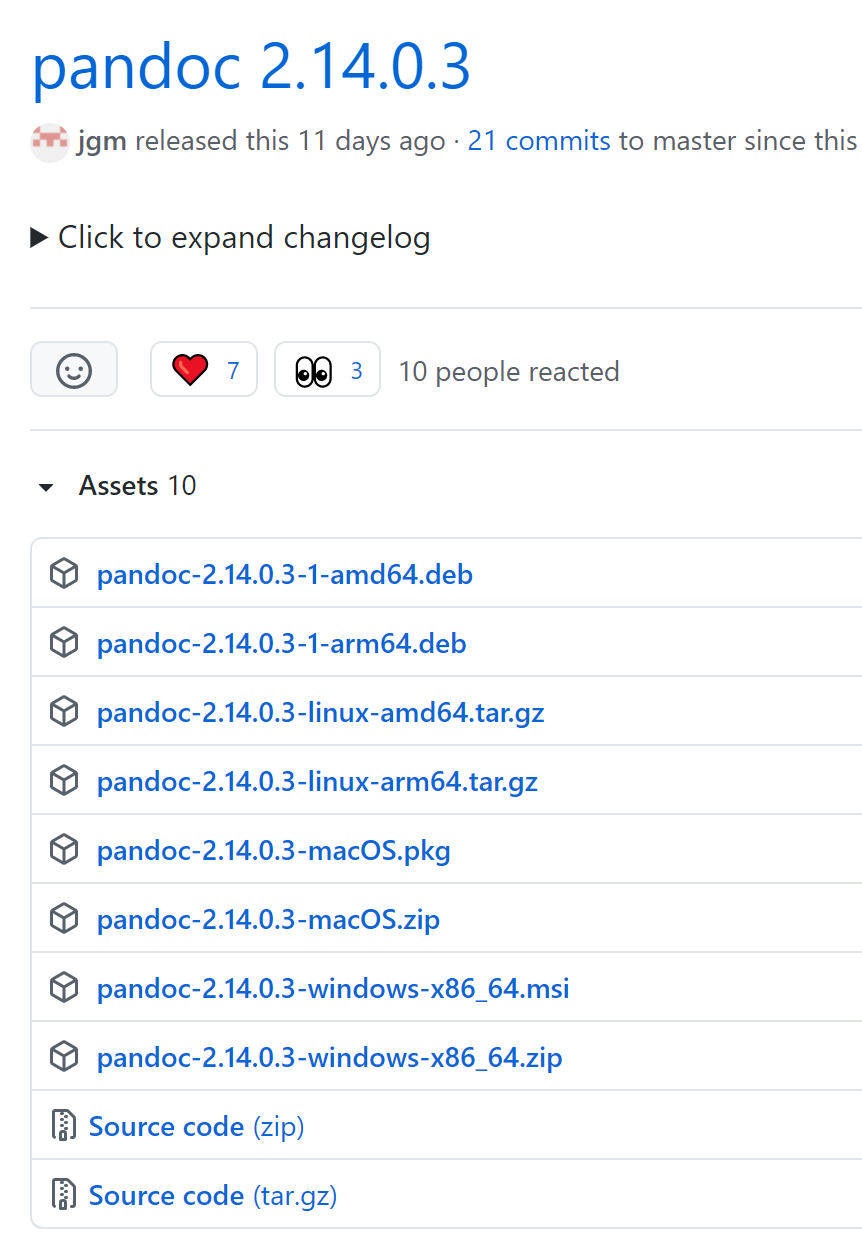 pandoc 2.14.0.3
jgm released this 11 days ago · 21 commits to master since this
Click to expand changelog
7 3 10 people reacted
Assets 10
pandoc-2.14.0.3-1-amd64.deb
pandoc-2.14.0.3-1-arm64.deb
pandoc-2.14.0.3-linux-amd64.tar.gz
pandoc-2.14.0.3-linux-arm64.tar.gz
pandoc-2.14.0.3-macOS.pkg
pandoc-2.14.0.3-macOS.zip
pandoc-2.14.0.3-windows-x86_64.msi
pandoc-2.14.0.3-windows-x86_64.zip
Source code (zip)
Source code (tar.gz)